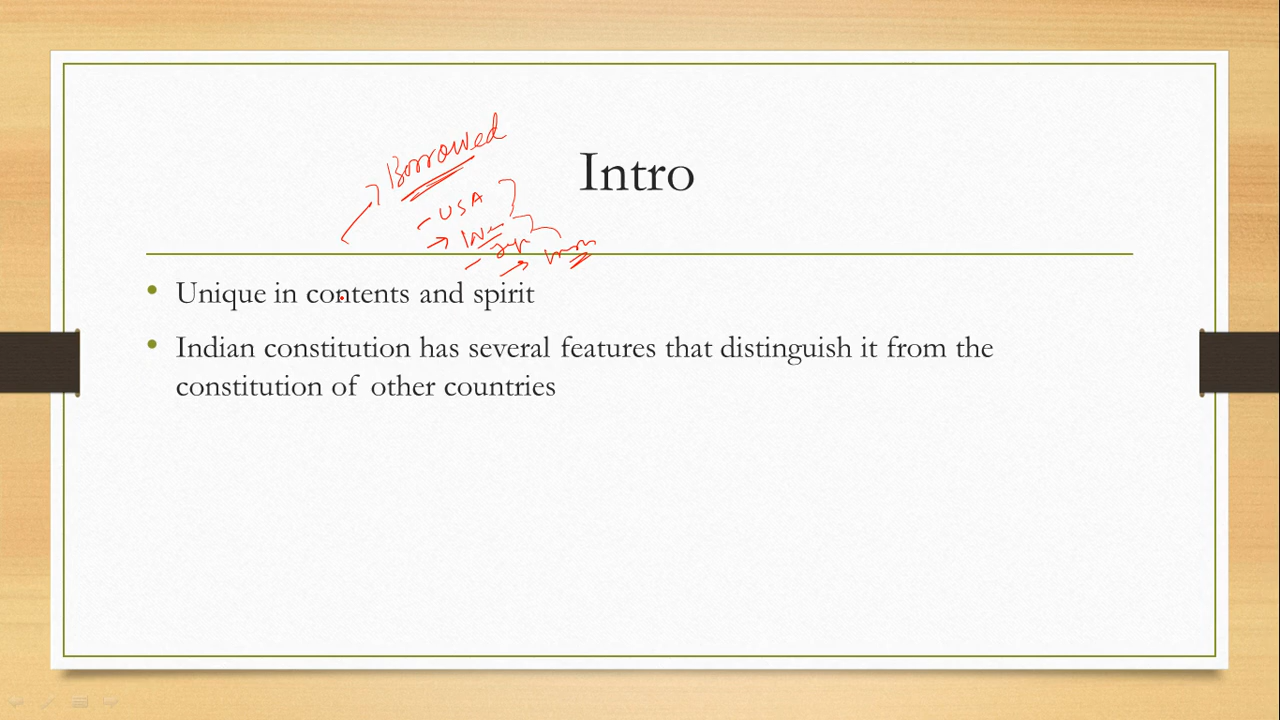 Borrowed
Intro
- USA
Unique in contents and spirit
Indian constitution has several features that distinguish it from the
constitution of other countries